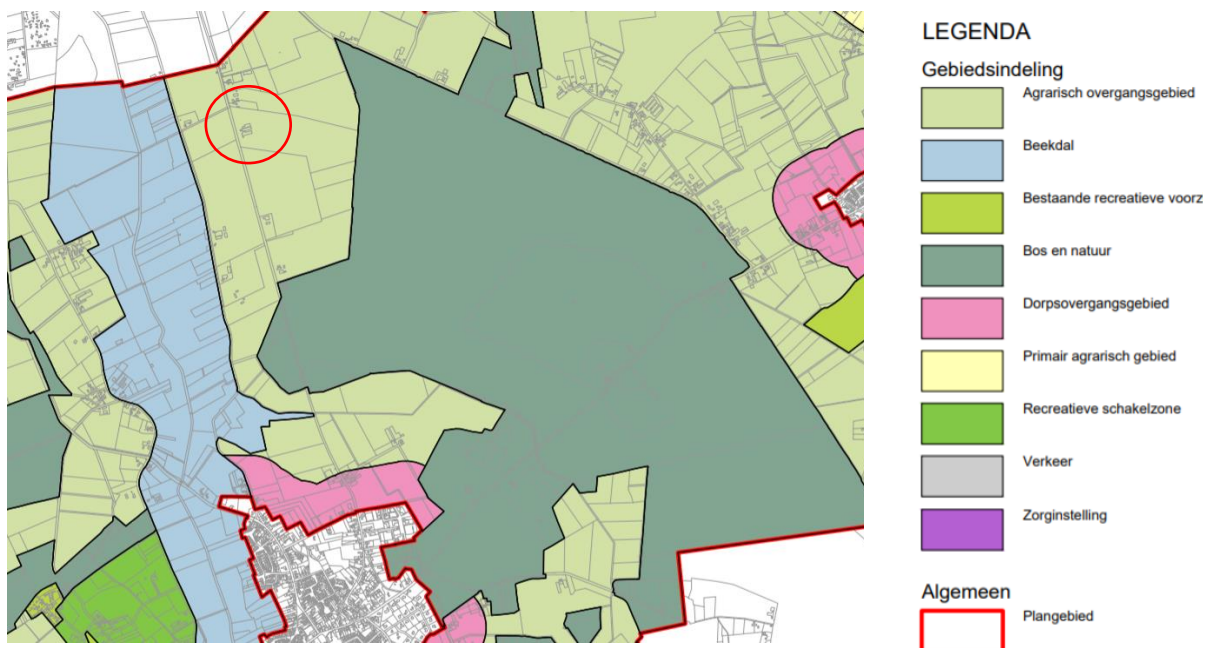 LEGENDA
Gebiedsindeling
Agrarisch overgangsgebied
Beekdal
Bestaande recreatieve voorz
Bos en natuur
Dorpsovergangsgebied
Primair agrarisch gebied
Recreatieve schakelzone
Verkeer
Zorginstelling
Algemeen
Plangebied